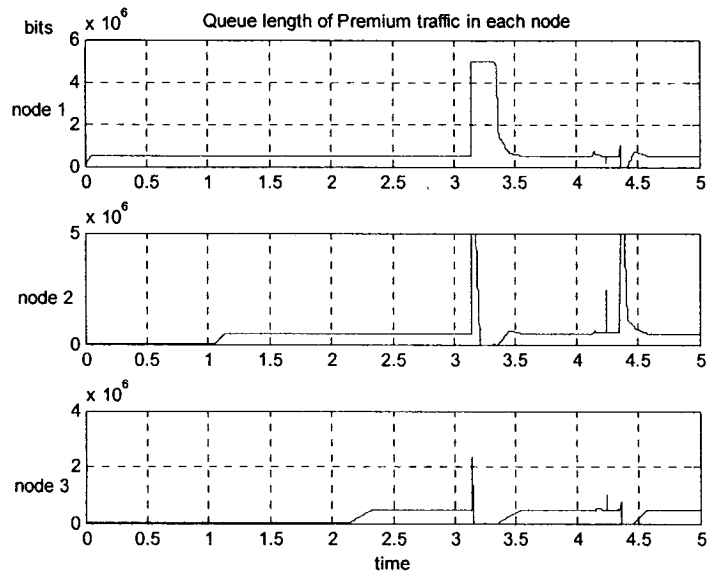 Queue length of Premium traffic in each node
bits
x 10^6
6
4
2
0
node 1
0 0.5 1 1.5 2 2.5 3 3.5 4 4.5 5
x 10^6
5
0
node 2
0 0.5 1 1.5 2 2.5 3 3.5 4 4.5 5
x 10^6
4
2
0
node 3
0 0.5 1 1.5 2 2.5 3 3.5 4 4.5 5
time